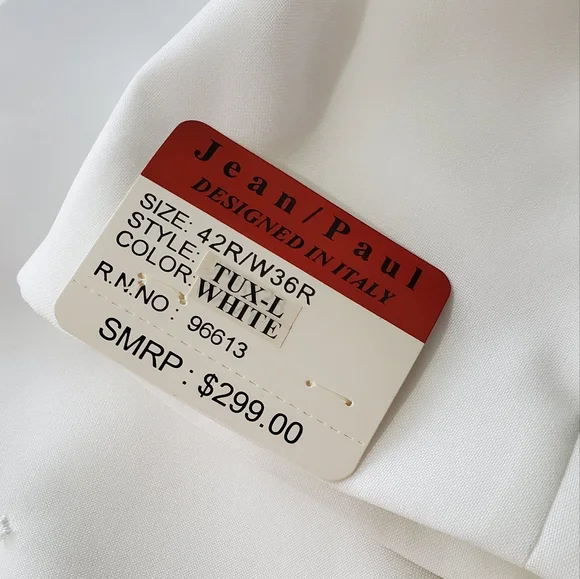 Jean/Paul
DESIGNED IN ITALY
SIZE: 42R/W36R
STYLE: TUX-L
COLOR: WHITE
R.N.NO: 96613
SMRP: $299.00